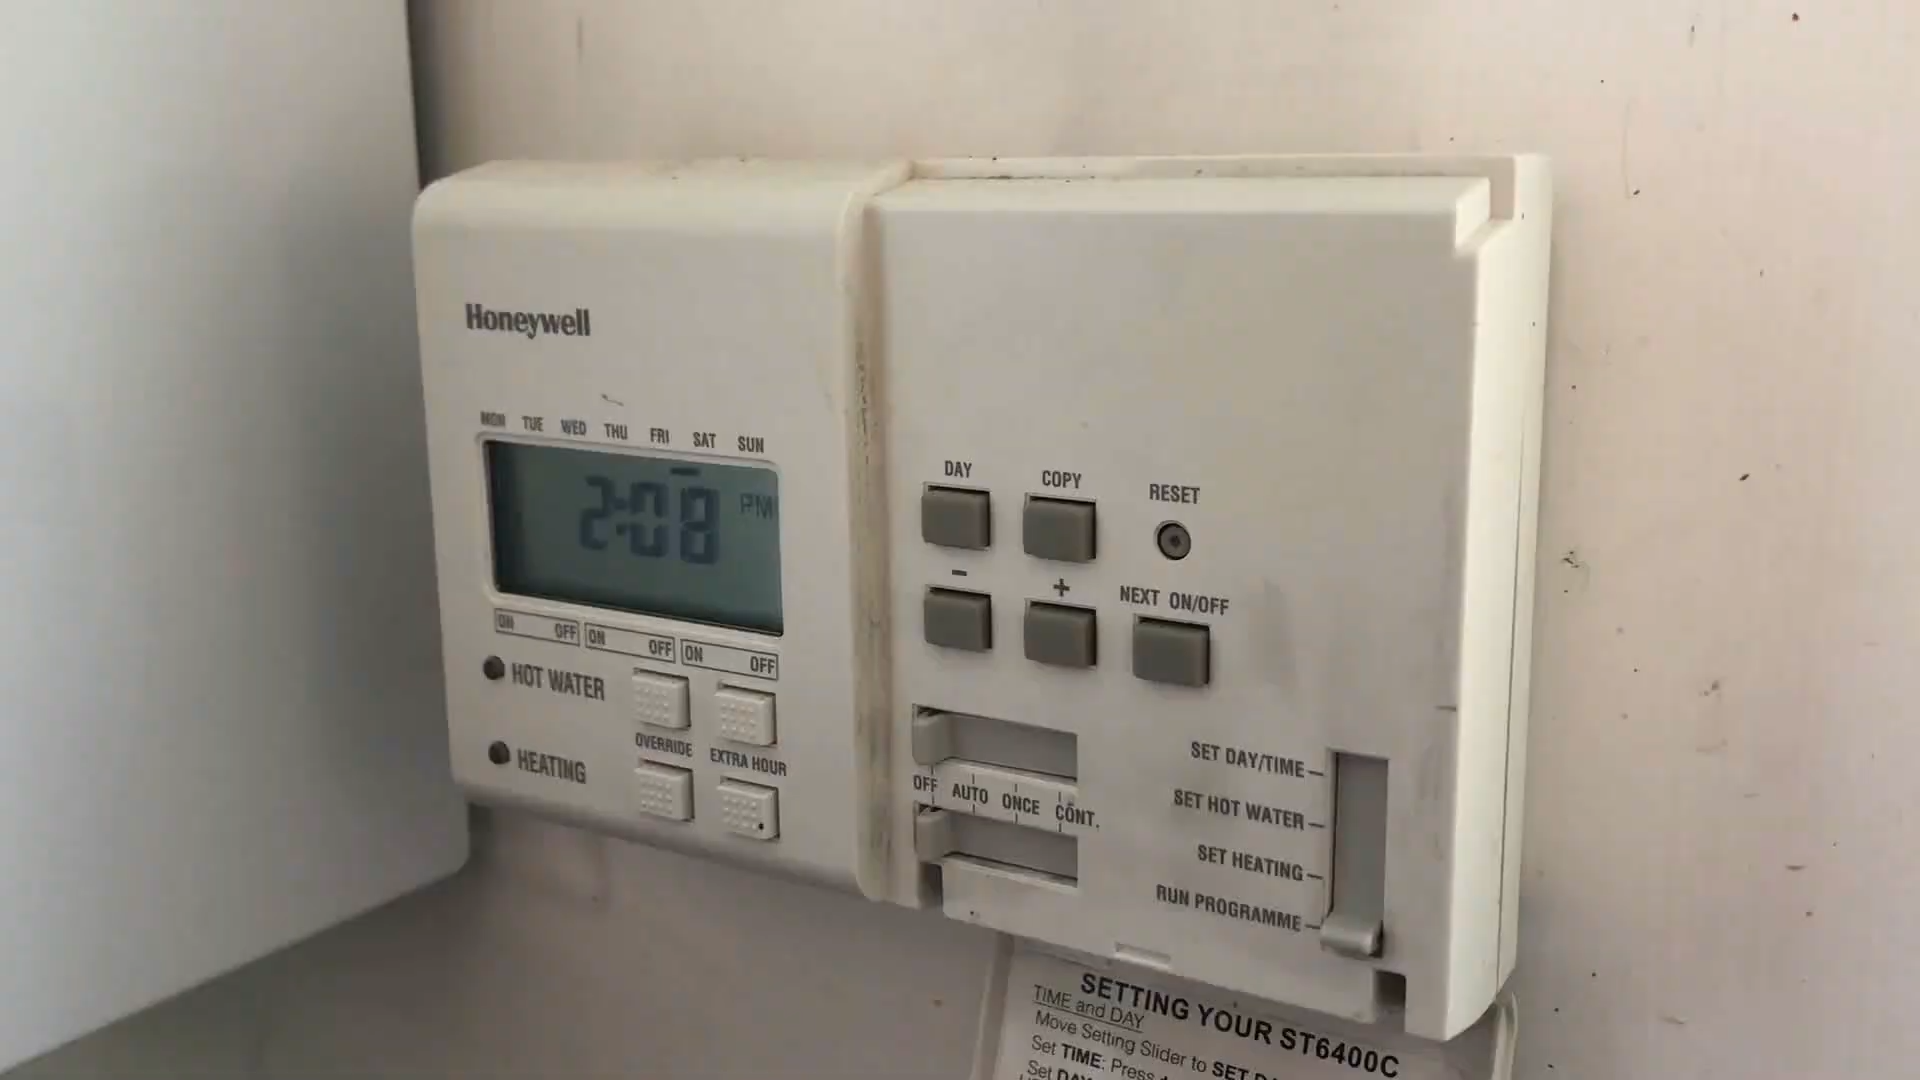 Honeywell
MON TUE WED THU FRI SAT SUN
2:08 PM
ON OFF ON OFF ON OFF
HOT WATER
OVERRIDE EXTRA HOUR
HEATING
DAY COPY RESET
- + NEXT ON/OFF
OFF AUTO ONCE CONT.
SET DAY/TIME
SET HOT WATER
SET HEATING
RUN PROGRAMME
SETTING YOUR ST6400C
TIME and DAY
Move Setting Slider to SET
Set TIME: Press
Set DAY